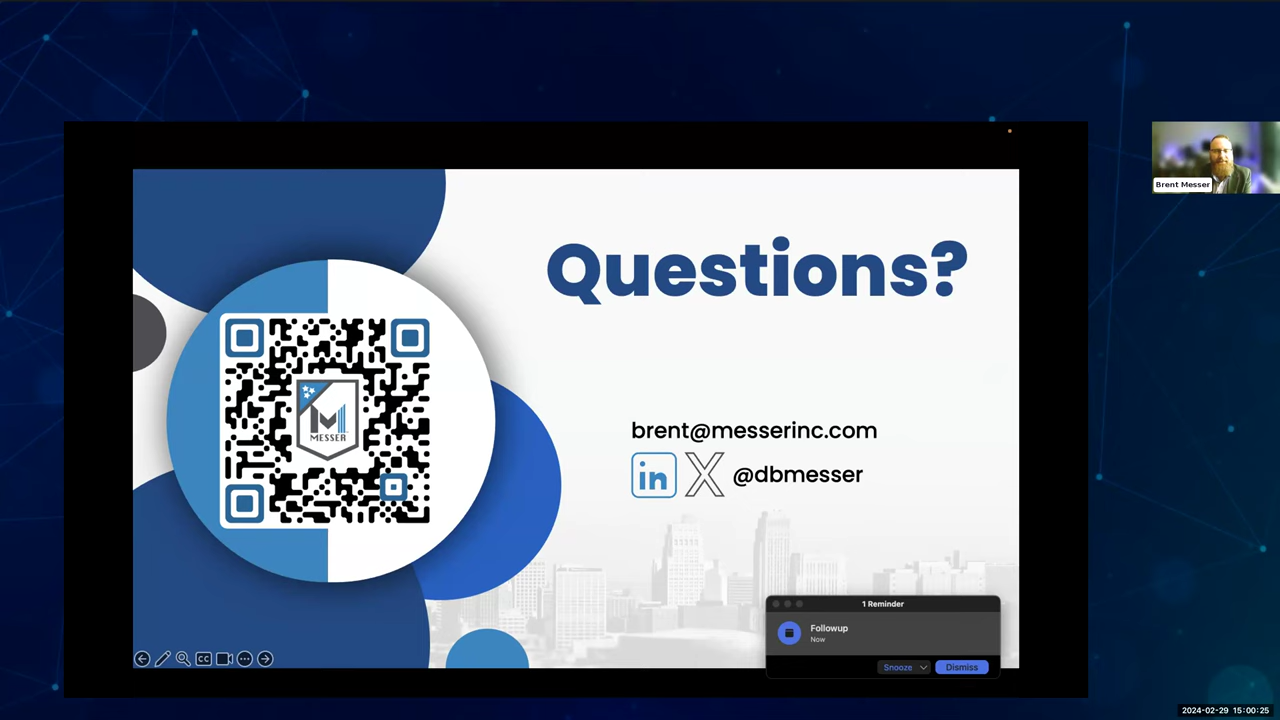 Brent Messer
Questions?
MESSER
brent@messerinc.com
in X @dbmesser
1 Reminder
Followup
Now
Snooze
Dismiss
CC
2024-02-29 15:00:25